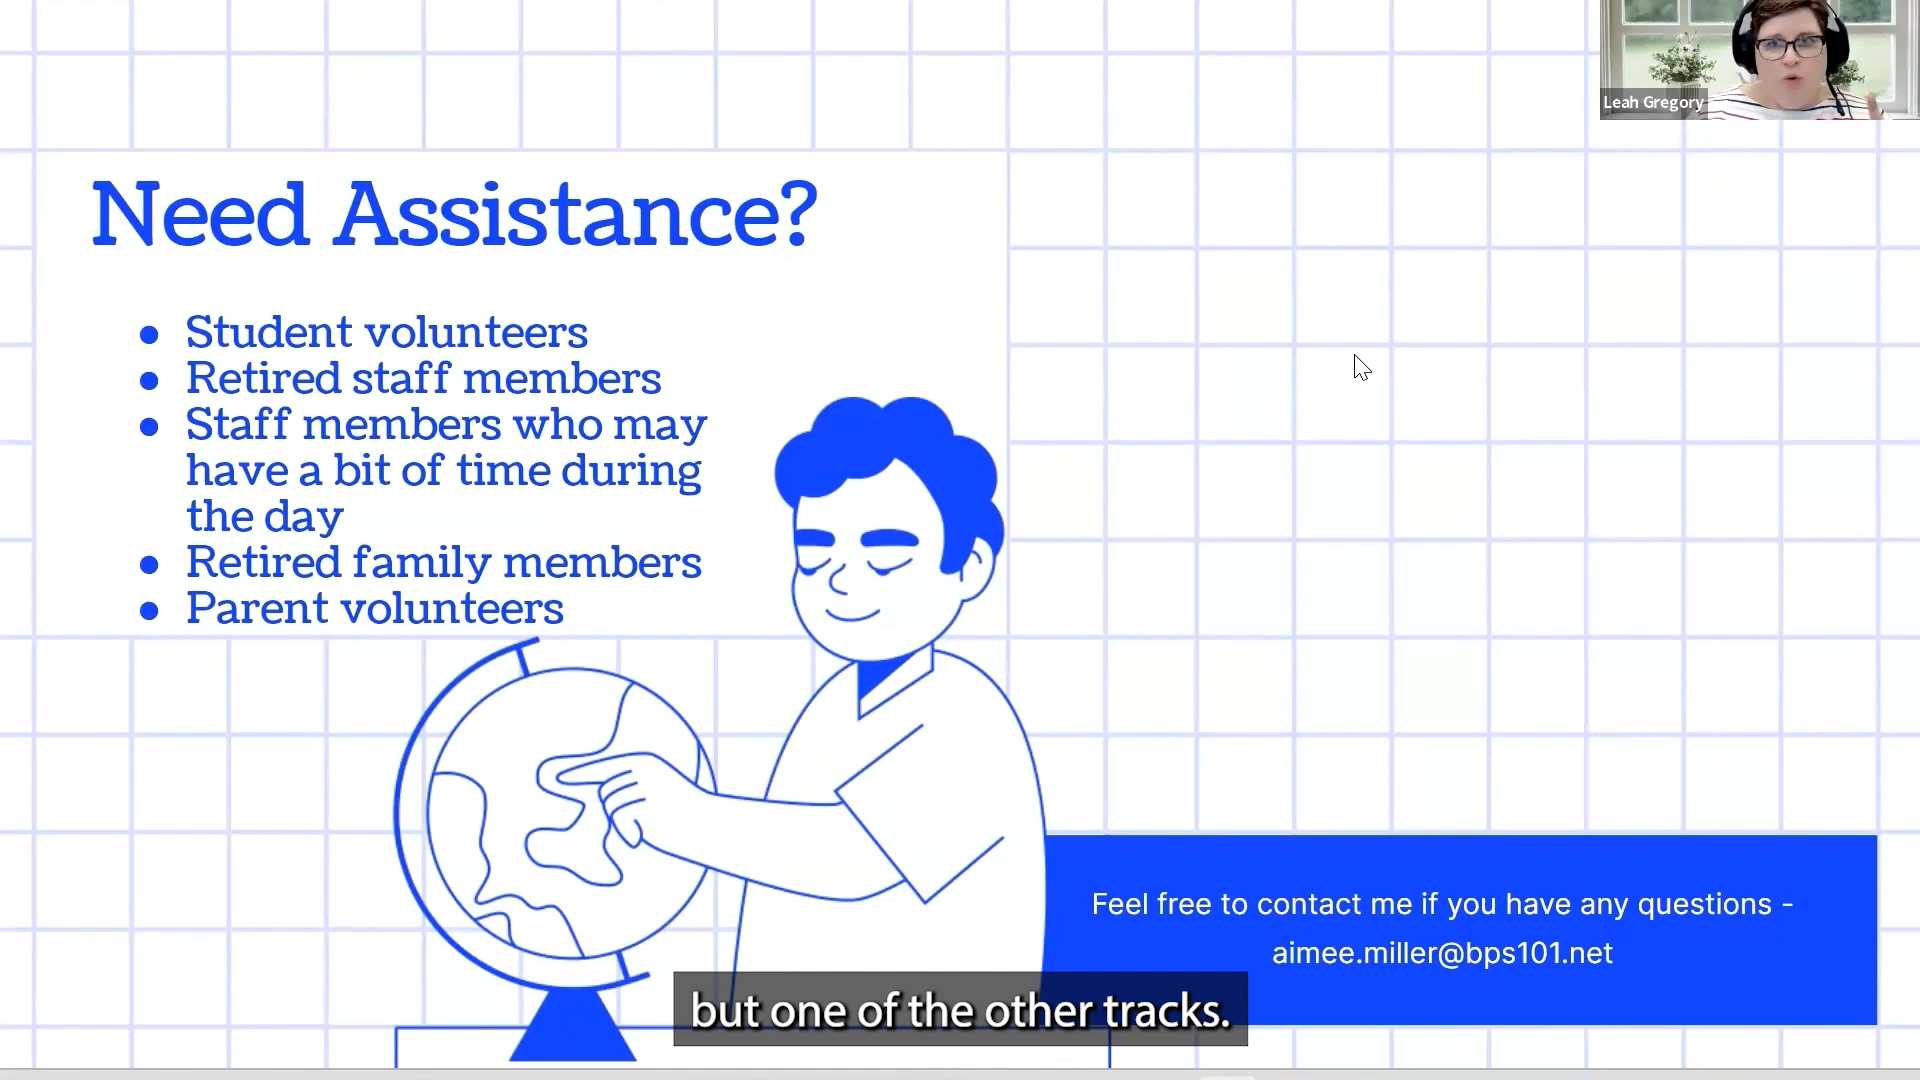 Leah Gregory
Need Assistance?
● Student volunteers
● Retired staff members
● Staff members who may
have a bit of time during
the day
● Retired family members
● Parent volunteers
Feel free to contact me if you have any questions -
aimee.miller@bps101.net
but one of the other tracks.